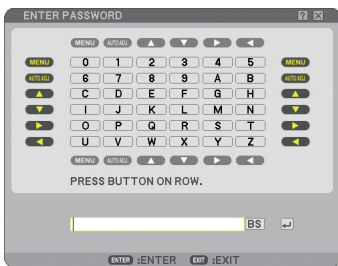 ENTER PASSWORD
MENU AUTO ADJ.
MENU 0 1 2 3 4 5 MENU
AUTO ADJ. 6 7 8 9 A B AUTO ADJ.
C D E F G H
I J K L M N
O P Q R S T
U V W X Y Z
MENU AUTO ADJ.
PRESS BUTTON ON ROW.
BS
ENTER :ENTER EXIT :EXIT